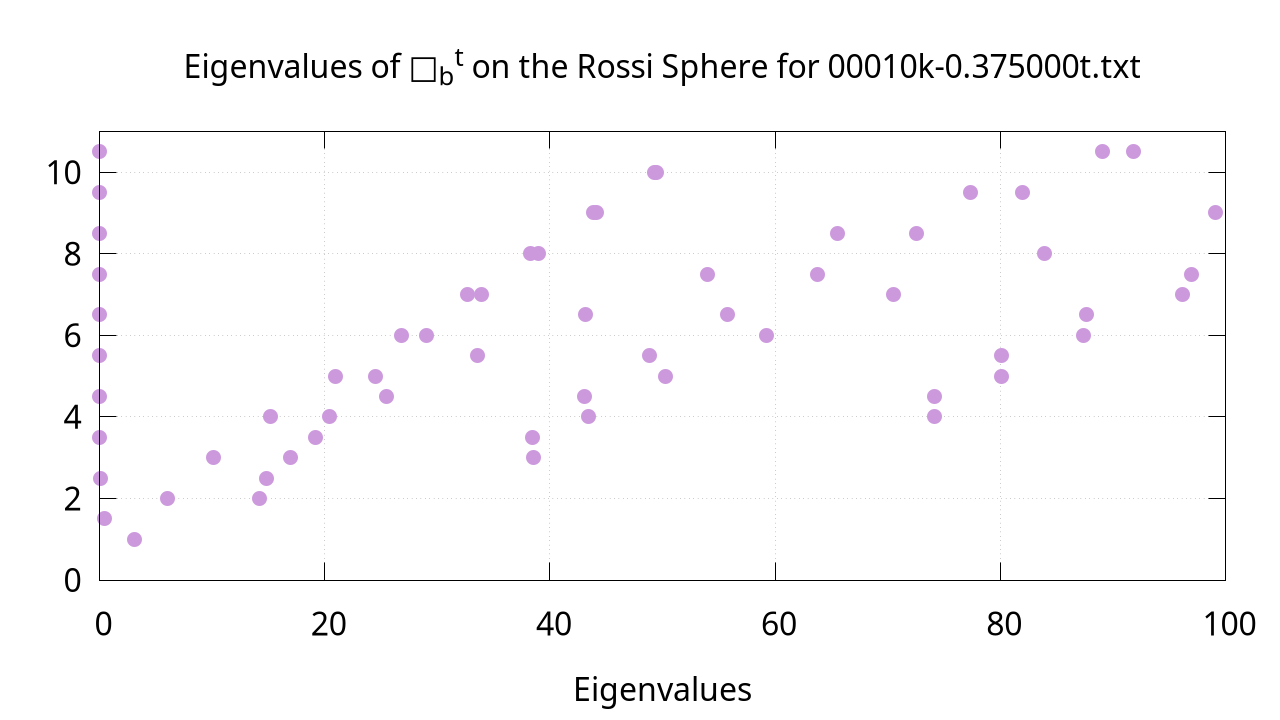 Eigenvalues of □bᵗ on the Rossi Sphere for 00010k-0.375000t.txt
10
8
6
4
2
0
0 20 40 60 80 100
Eigenvalues